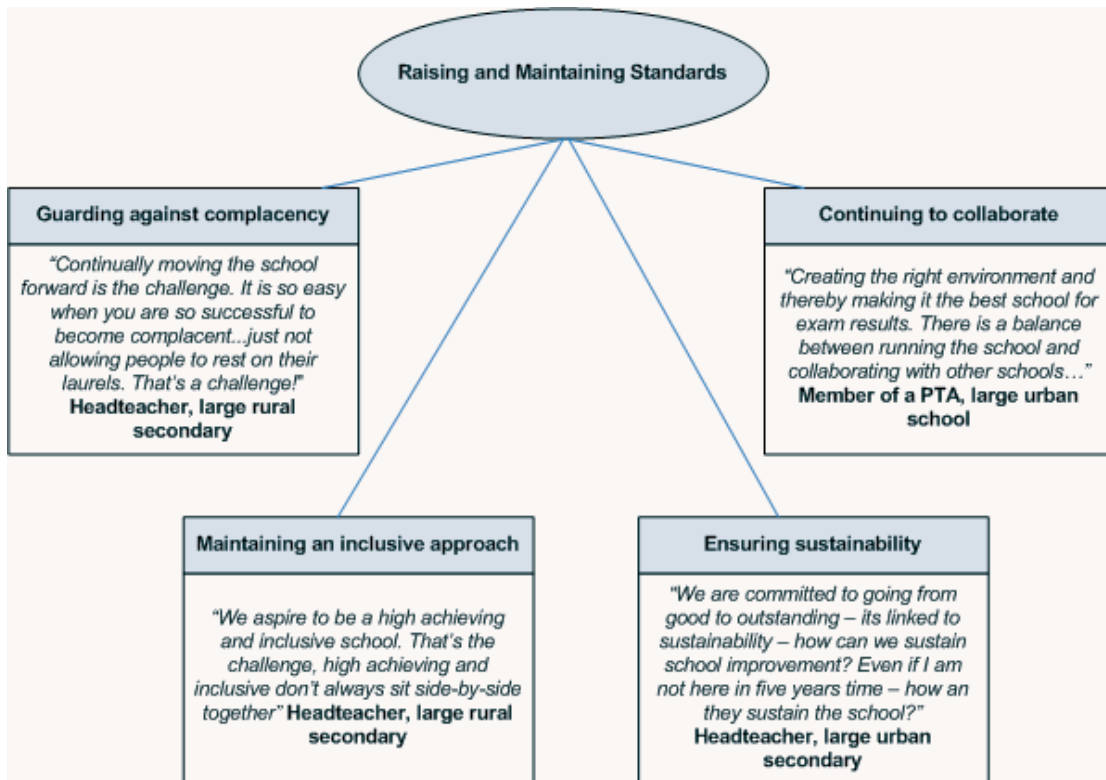 Raising and Maintaining Standards
Guarding against complacency
“Continually moving the school
forward is the challenge. It is so easy
when you are so successful to
become complacent...just not
allowing people to rest on their
laurels. That’s a challenge!”
Headteacher, large rural
secondary
Continuing to collaborate
“Creating the right environment and
thereby making it the best school for
exam results. There is a balance
between running the school and
collaborating with other schools…”
Member of a PTA, large urban
school
Maintaining an inclusive approach
“We aspire to be a high achieving
and inclusive school. That’s the
challenge, high achieving and
inclusive don’t always sit side-by-side
together” Headteacher, large rural
secondary
Ensuring sustainability
“We are committed to going from
good to outstanding – its linked to
sustainability – how can we sustain
school improvement? Even if I am
not here in five years time – how an
they sustain the school?”
Headteacher, large urban
secondary